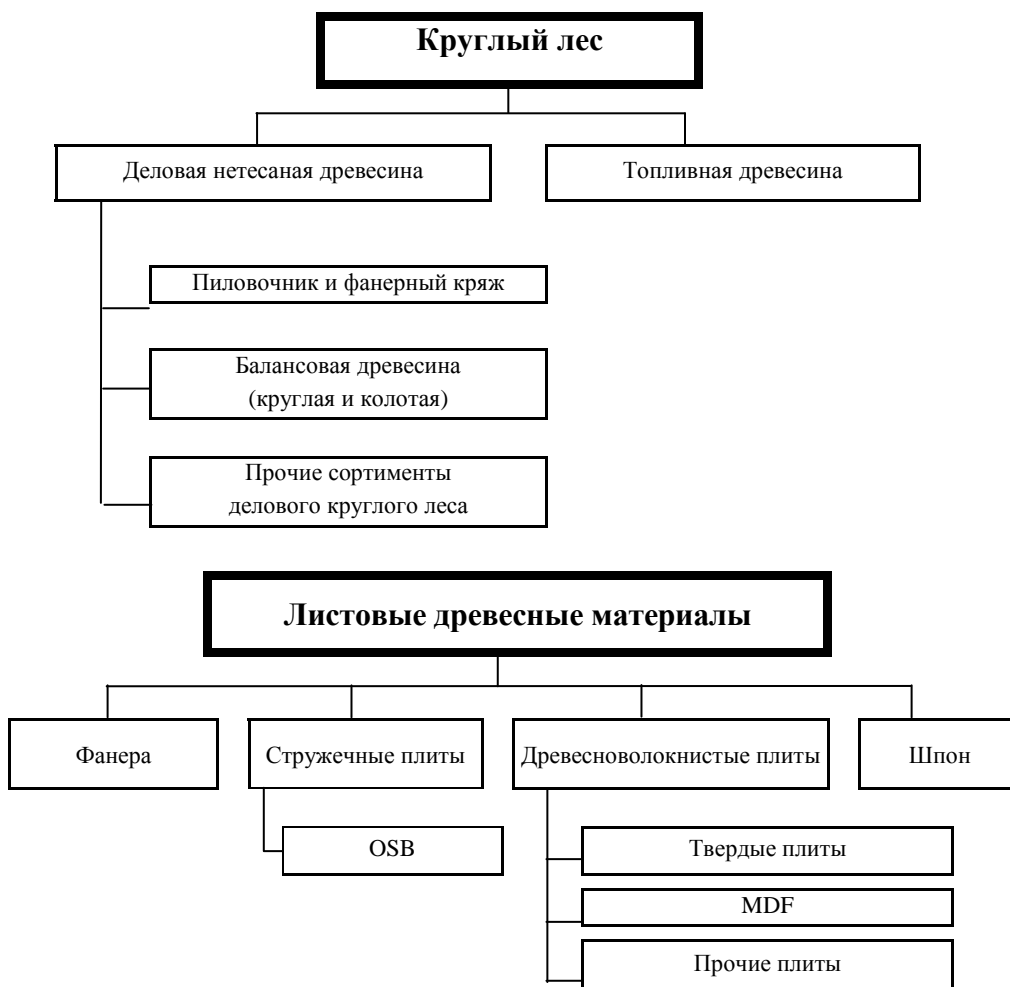 Круглый лес
Деловая нетесаная древесина
Топливная древесина
Пиловочник и фанерный кряж
Балансовая древесина
(круглая и колотая)
Прочие сортименты
делового круглого леса
Листовые древесные материалы
Фанера
Стружечные плиты
Древесноволокнистые плиты
Шпон
OSB
Твердые плиты
MDF
Прочие плиты